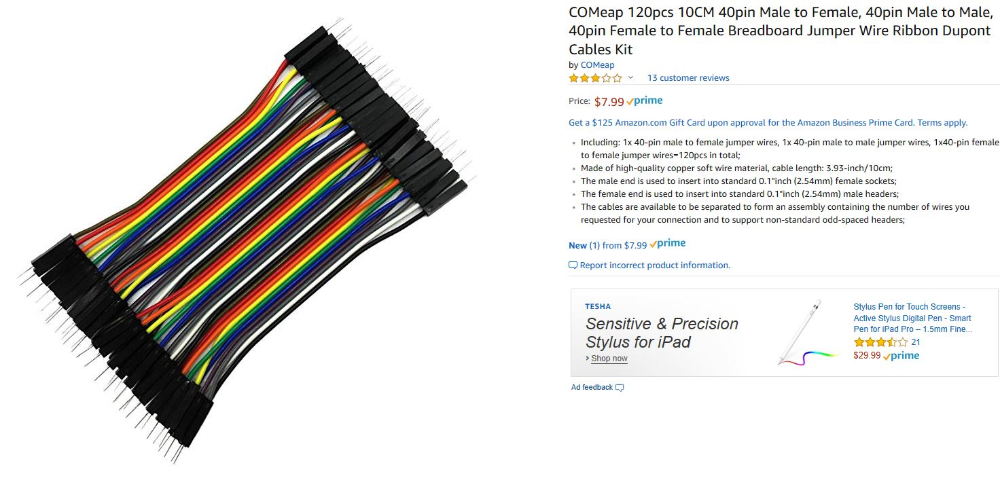 COMeap 120pcs 10CM 40pin Male to Female, 40pin Male to Male,
40pin Female to Female Breadboard Jumper Wire Ribbon Dupont
Cables Kit
by COMeap
13 customer reviews
Price: $7.99 prime
Get a $125 Amazon.com Gift Card upon approval for the Amazon Business Prime Card. Terms apply.
• Including: 1x 40-pin male to female jumper wires, 1x 40-pin male to male jumper wires, 1x40-pin female
to female jumper wires=120pcs in total;
• Made of high-quality copper soft wire material, cable length: 3.93-inch/10cm;
• The male end is used to insert into standard 0.1"inch (2.54mm) female sockets;
• The female end is used to insert into standard 0.1"inch (2.54mm) male headers;
• The cables are available to be separated to form an assembly containing the number of wires you
requested for your connection and to support non-standard odd-spaced headers;
New (1) from $7.99 prime
Report incorrect product information.
TESHA
Sensitive & Precision
Stylus for iPad
› Shop now
Stylus Pen for Touch Screens -
Active Stylus Digital Pen - Smart
Pen for iPad Pro – 1.5mm Fine...
21
$29.99 prime
Ad feedback